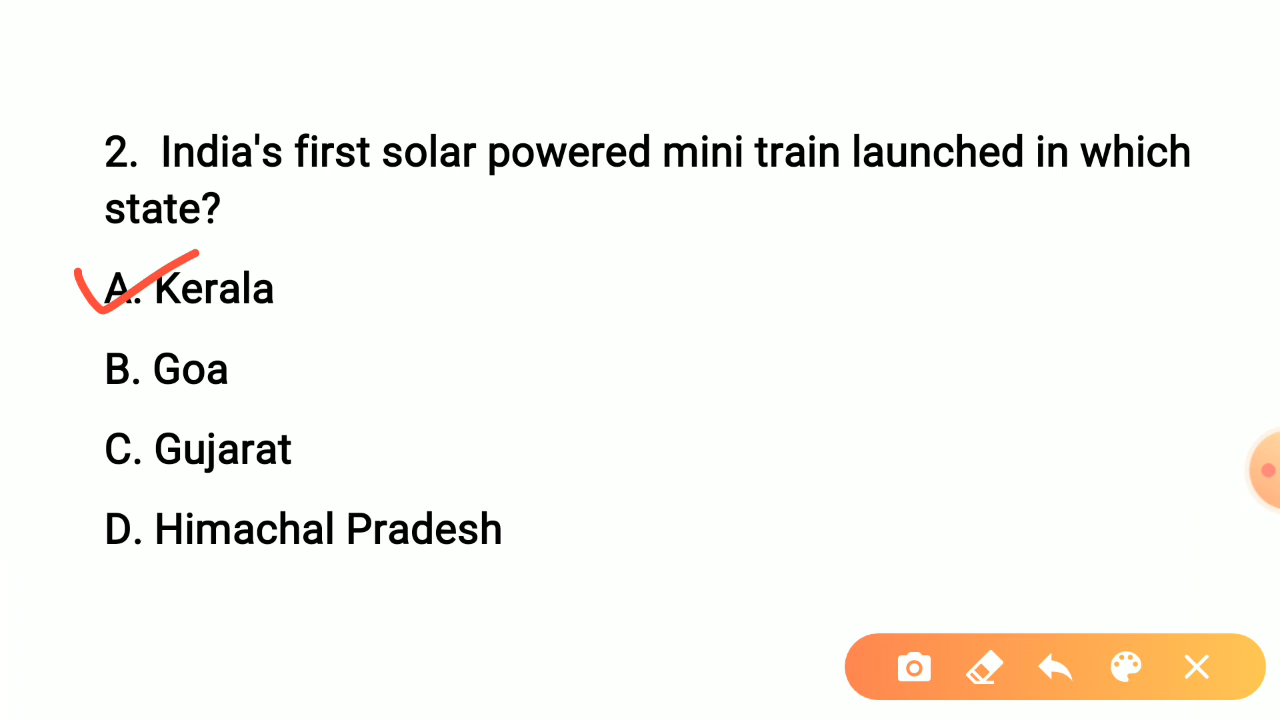 2. India's first solar powered mini train launched in which
state?
A. Kerala
B. Goa
C. Gujarat
D. Himachal Pradesh